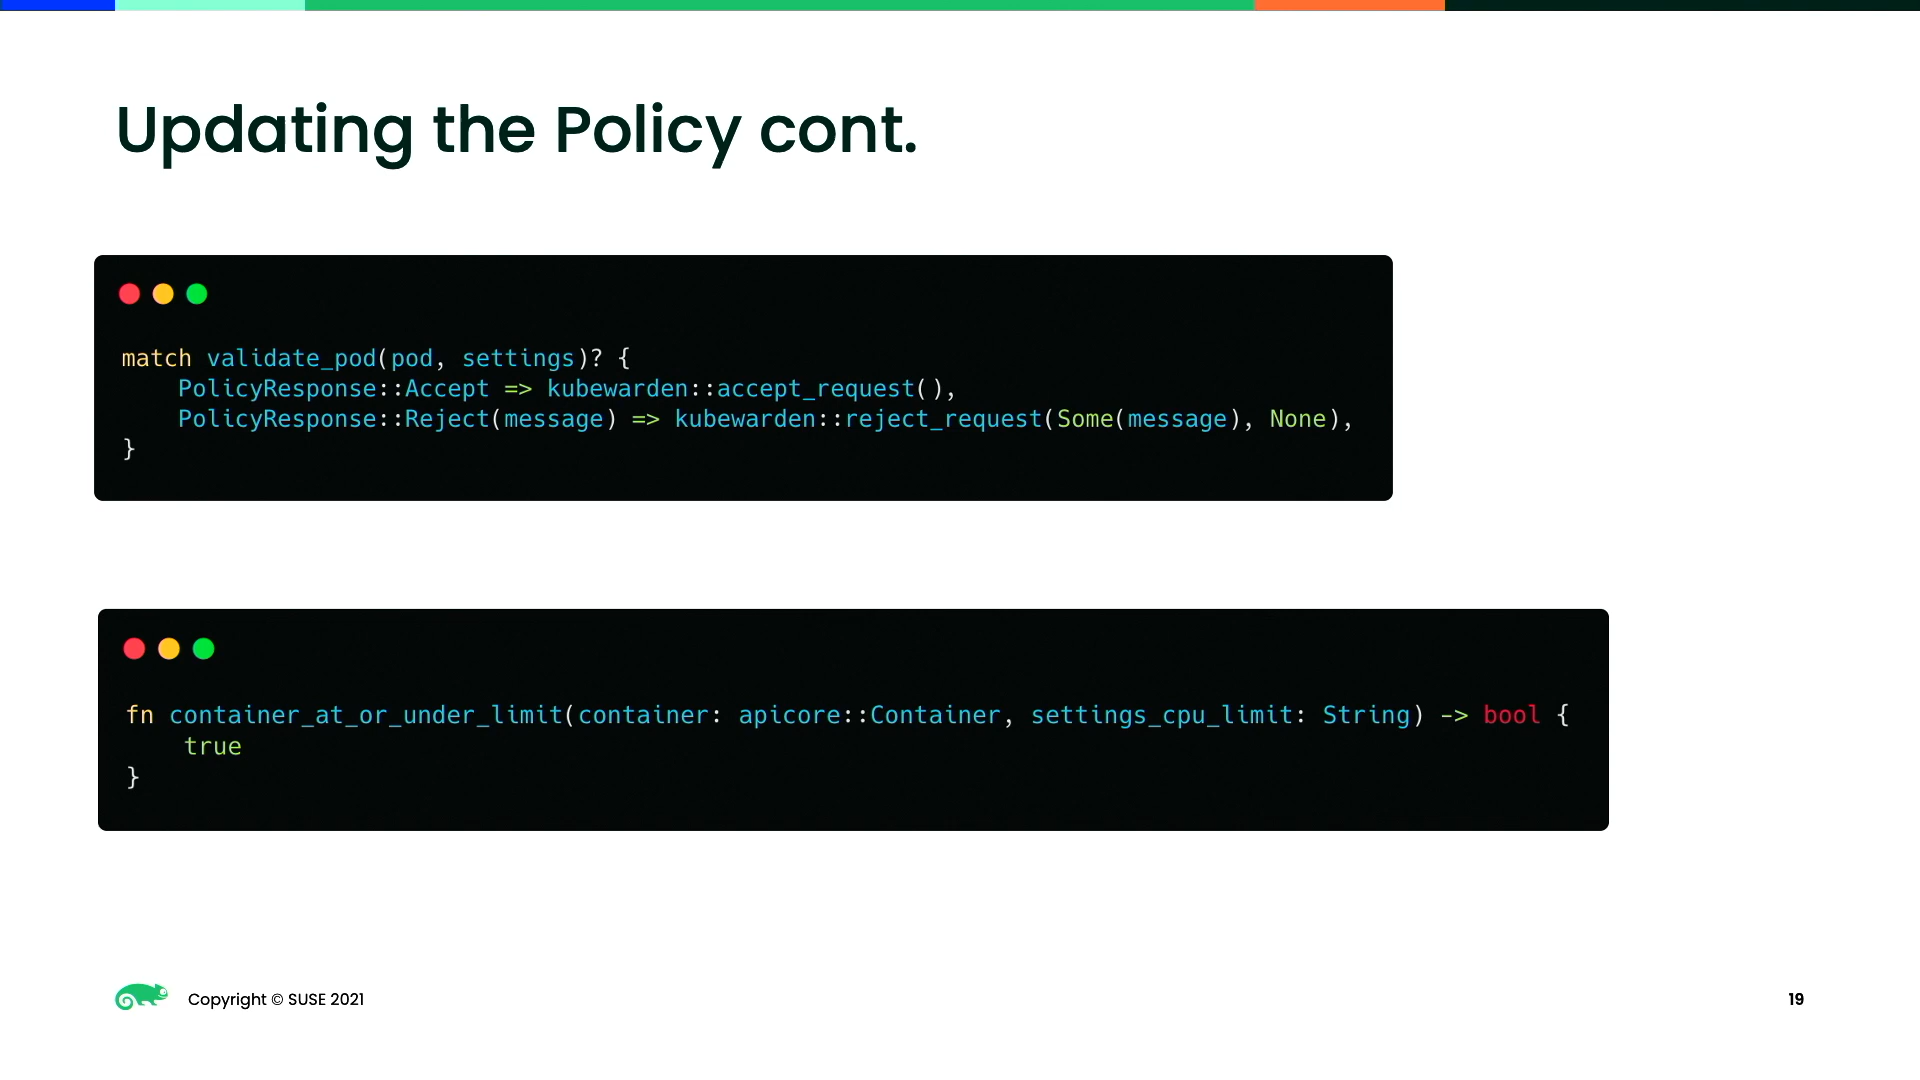 Updating the Policy cont.
match validate_pod(pod, settings)? {
    PolicyResponse::Accept => kubewarden::accept_request(),
    PolicyResponse::Reject(message) => kubewarden::reject_request(Some(message), None),
}
fn container_at_or_under_limit(container: apicore::Container, settings_cpu_limit: String) -> bool {
    true
}
Copyright © SUSE 2021
19